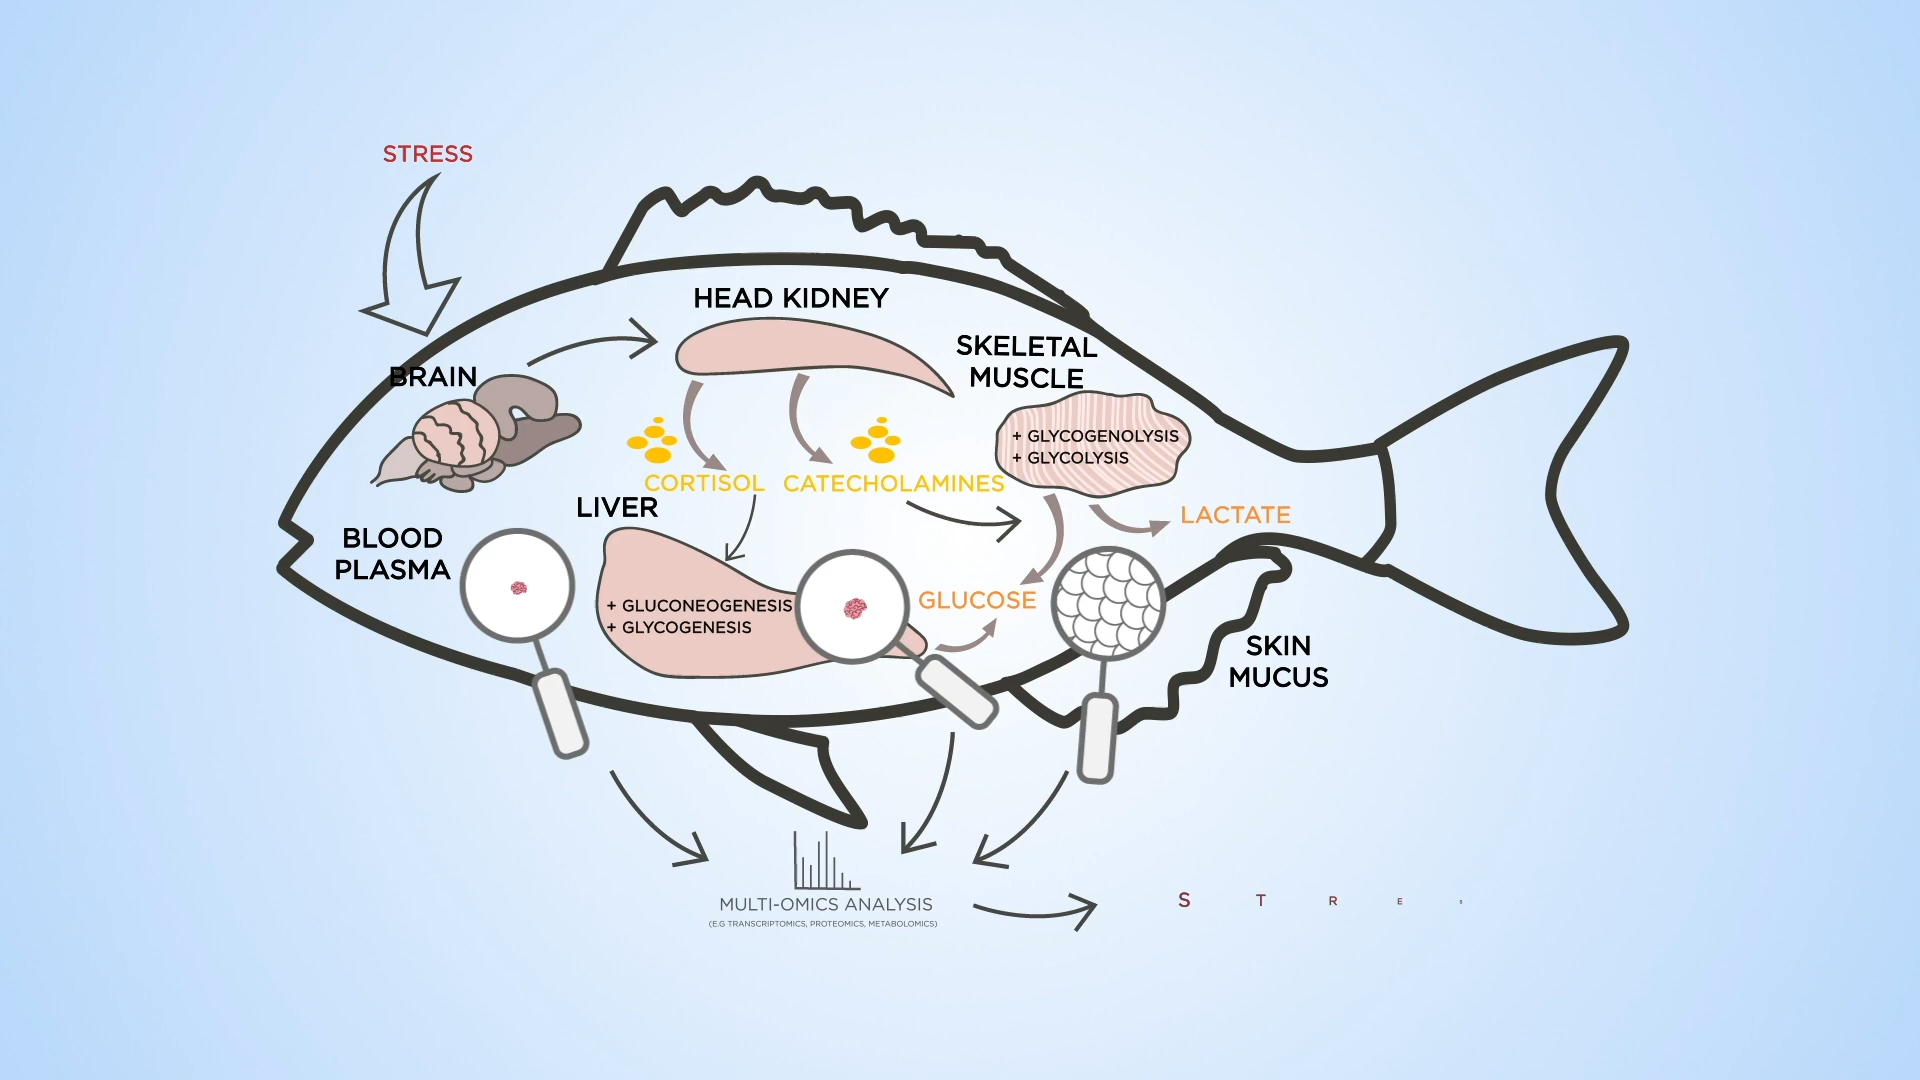 STRESS
HEAD KIDNEY
SKELETAL
MUSCLE
BRAIN
+ GLYCOGENOLYSIS
+ GLYCOLYSIS
CORTISOL
CATECHOLAMINES
LIVER
LACTATE
BLOOD
PLASMA
GLUCOSE
+ GLUCONEOGENESIS
+ GLYCOGENESIS
SKIN
MUCUS
MULTI-OMICS ANALYSIS
(E.G TRANSCRIPTOMICS, PROTEOMICS, METABOLOMICS)
S T R E S